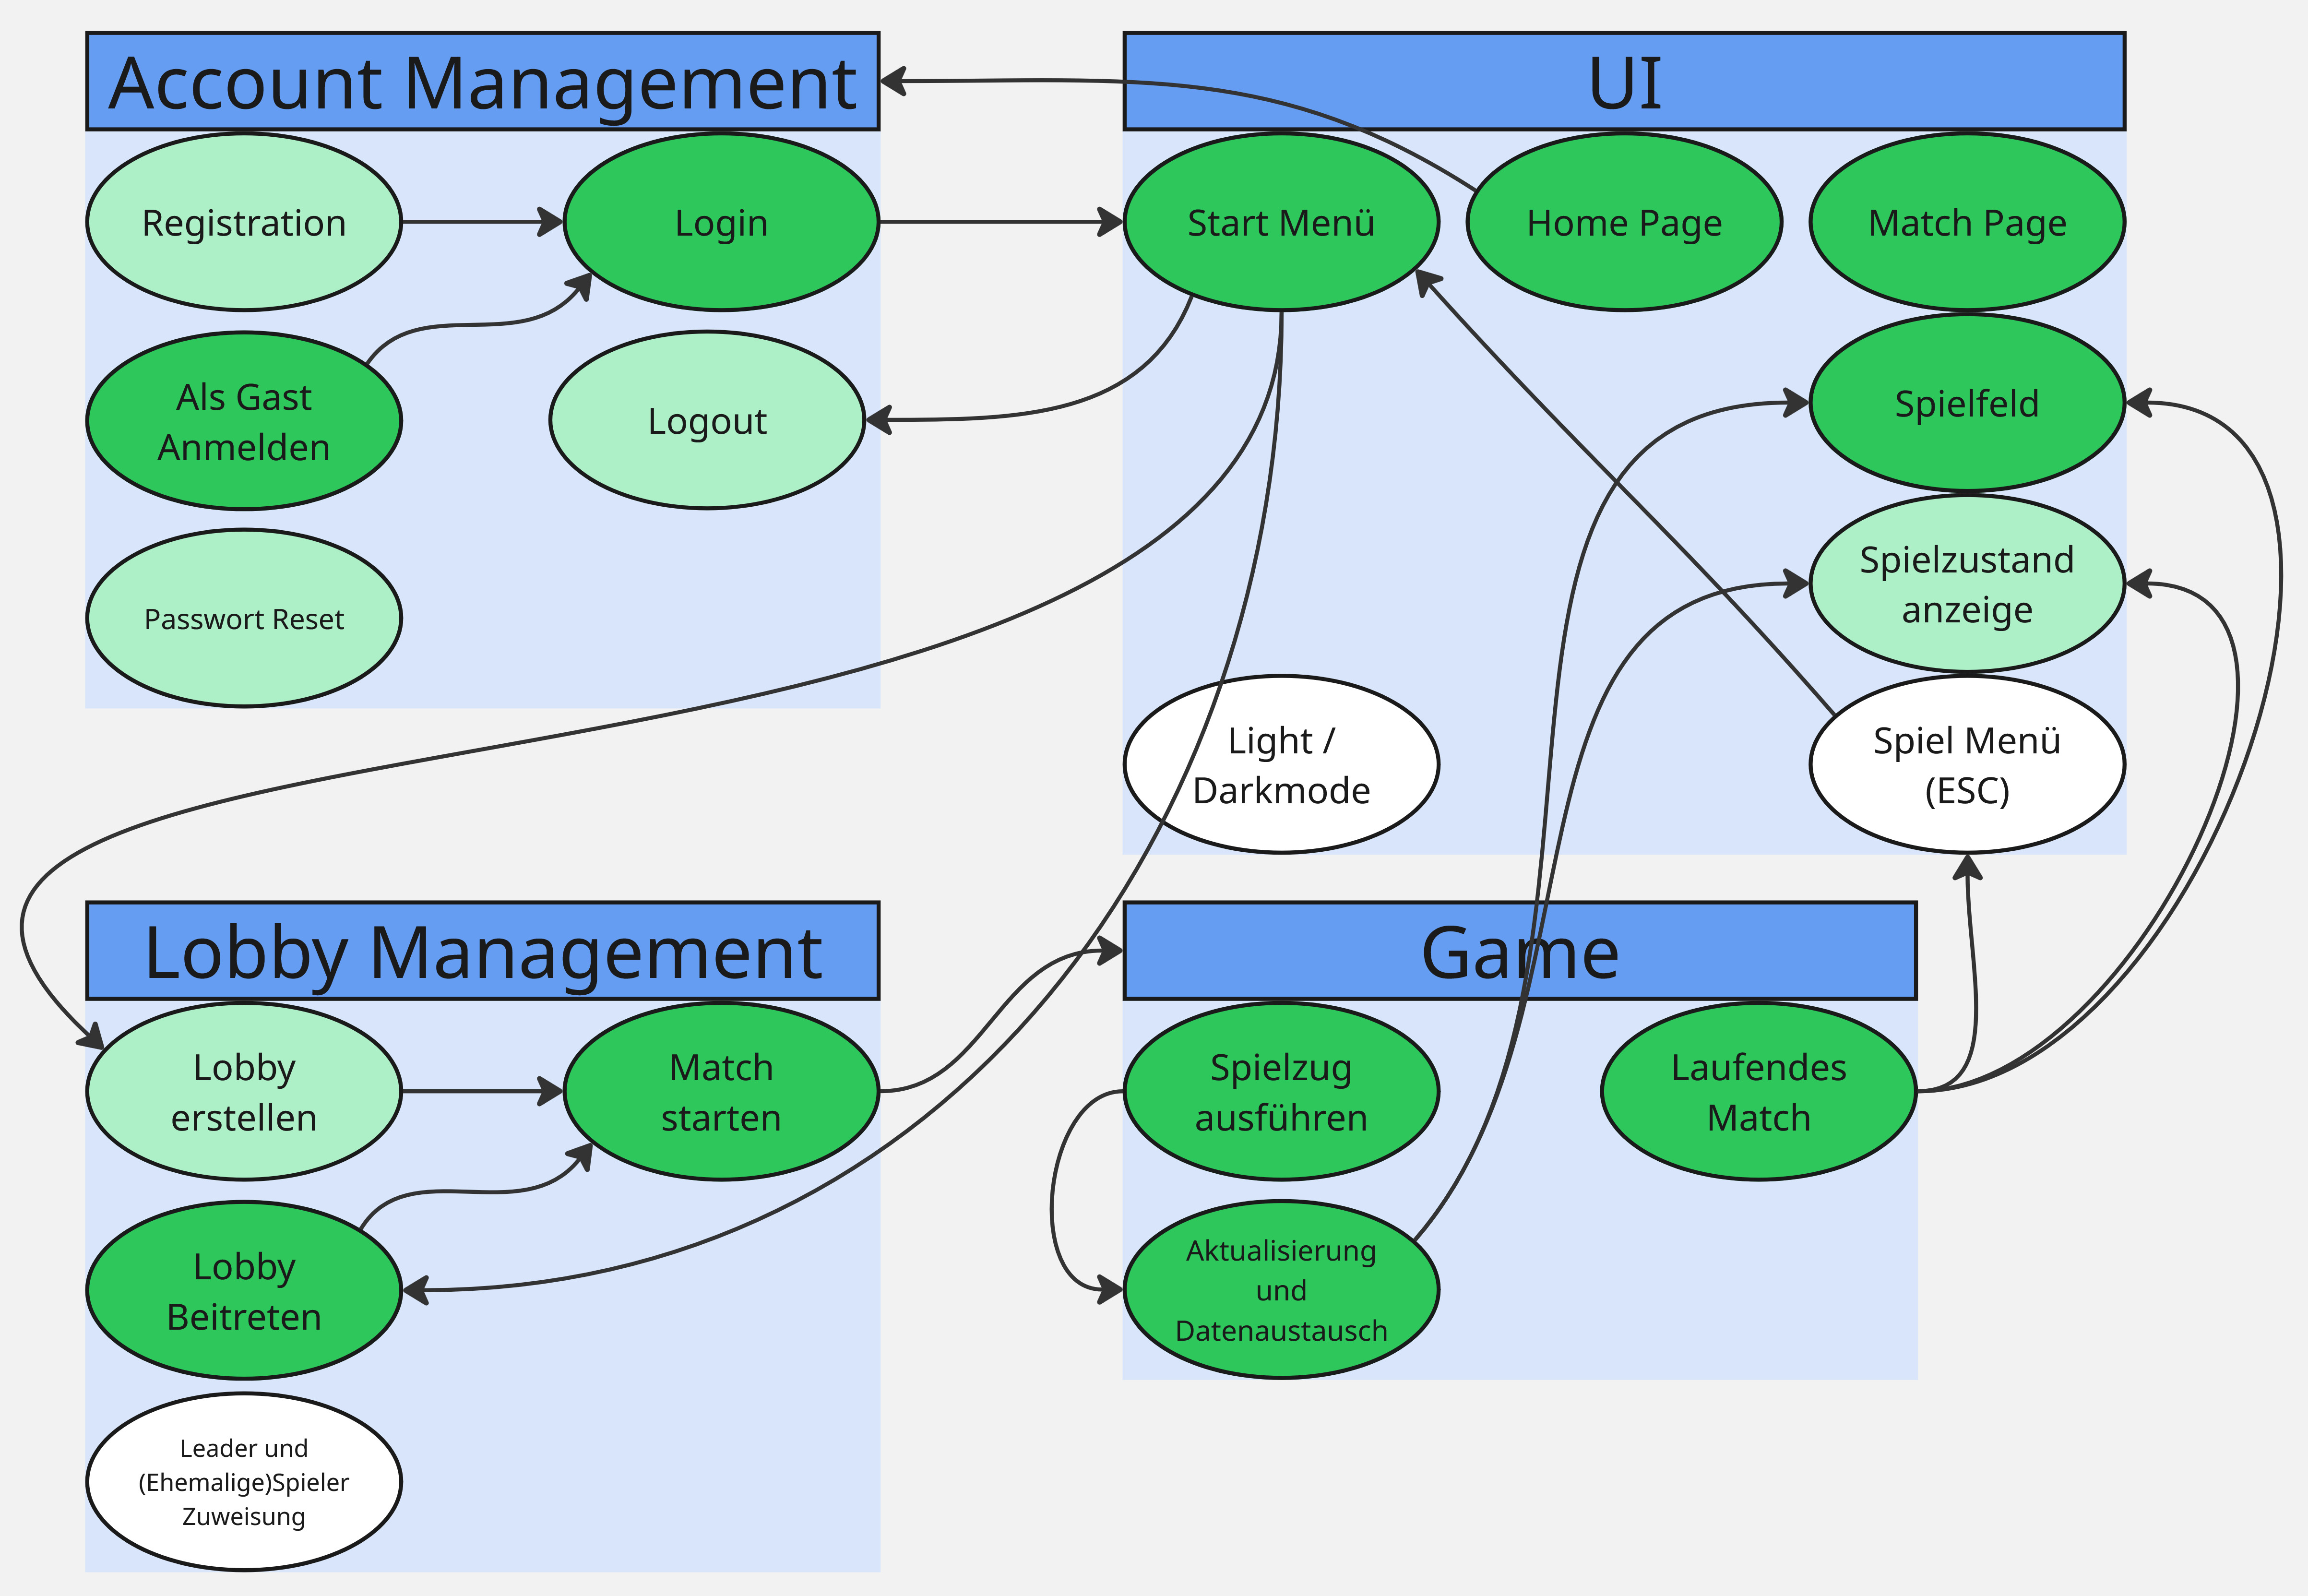 Account Management
Registration
Login
Als Gast
Anmelden
Logout
Passwort Reset
UI
Start Menü
Home Page
Match Page
Spielfeld
Spielzustand
anzeige
Light /
Darkmode
Spiel Menü
(ESC)
Lobby Management
Lobby
erstellen
Match
starten
Lobby
Beitreten
Leader und
(Ehemalige)Spieler
Zuweisung
Game
Spielzug
ausführen
Laufendes
Match
Aktualisierung
und
Datenaustausch